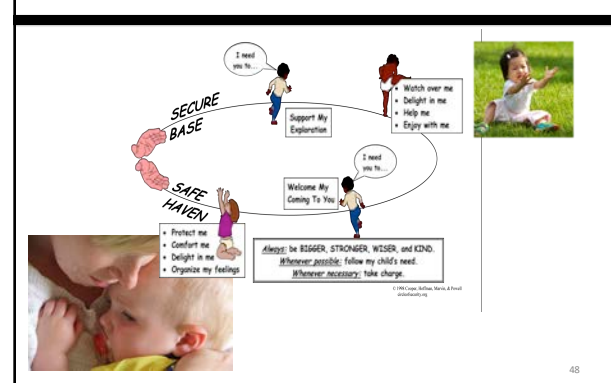 I need
you to...
SECURE
BASE
Support My
Exploration
• Watch over me
• Delight in me
• Help me
• Enjoy with me
I need
you to...
Welcome My
Coming To You
SAFE
HAVEN
• Protect me
• Comfort me
• Delight in me
• Organize my feelings
Always: be BIGGER, STRONGER, WISER, and KIND.
Whenever possible: follow my child's need.
Whenever necessary: take charge.
© 1998 Cooper, Hoffman, Marvin, & Powell
circleofsecurity.org
48